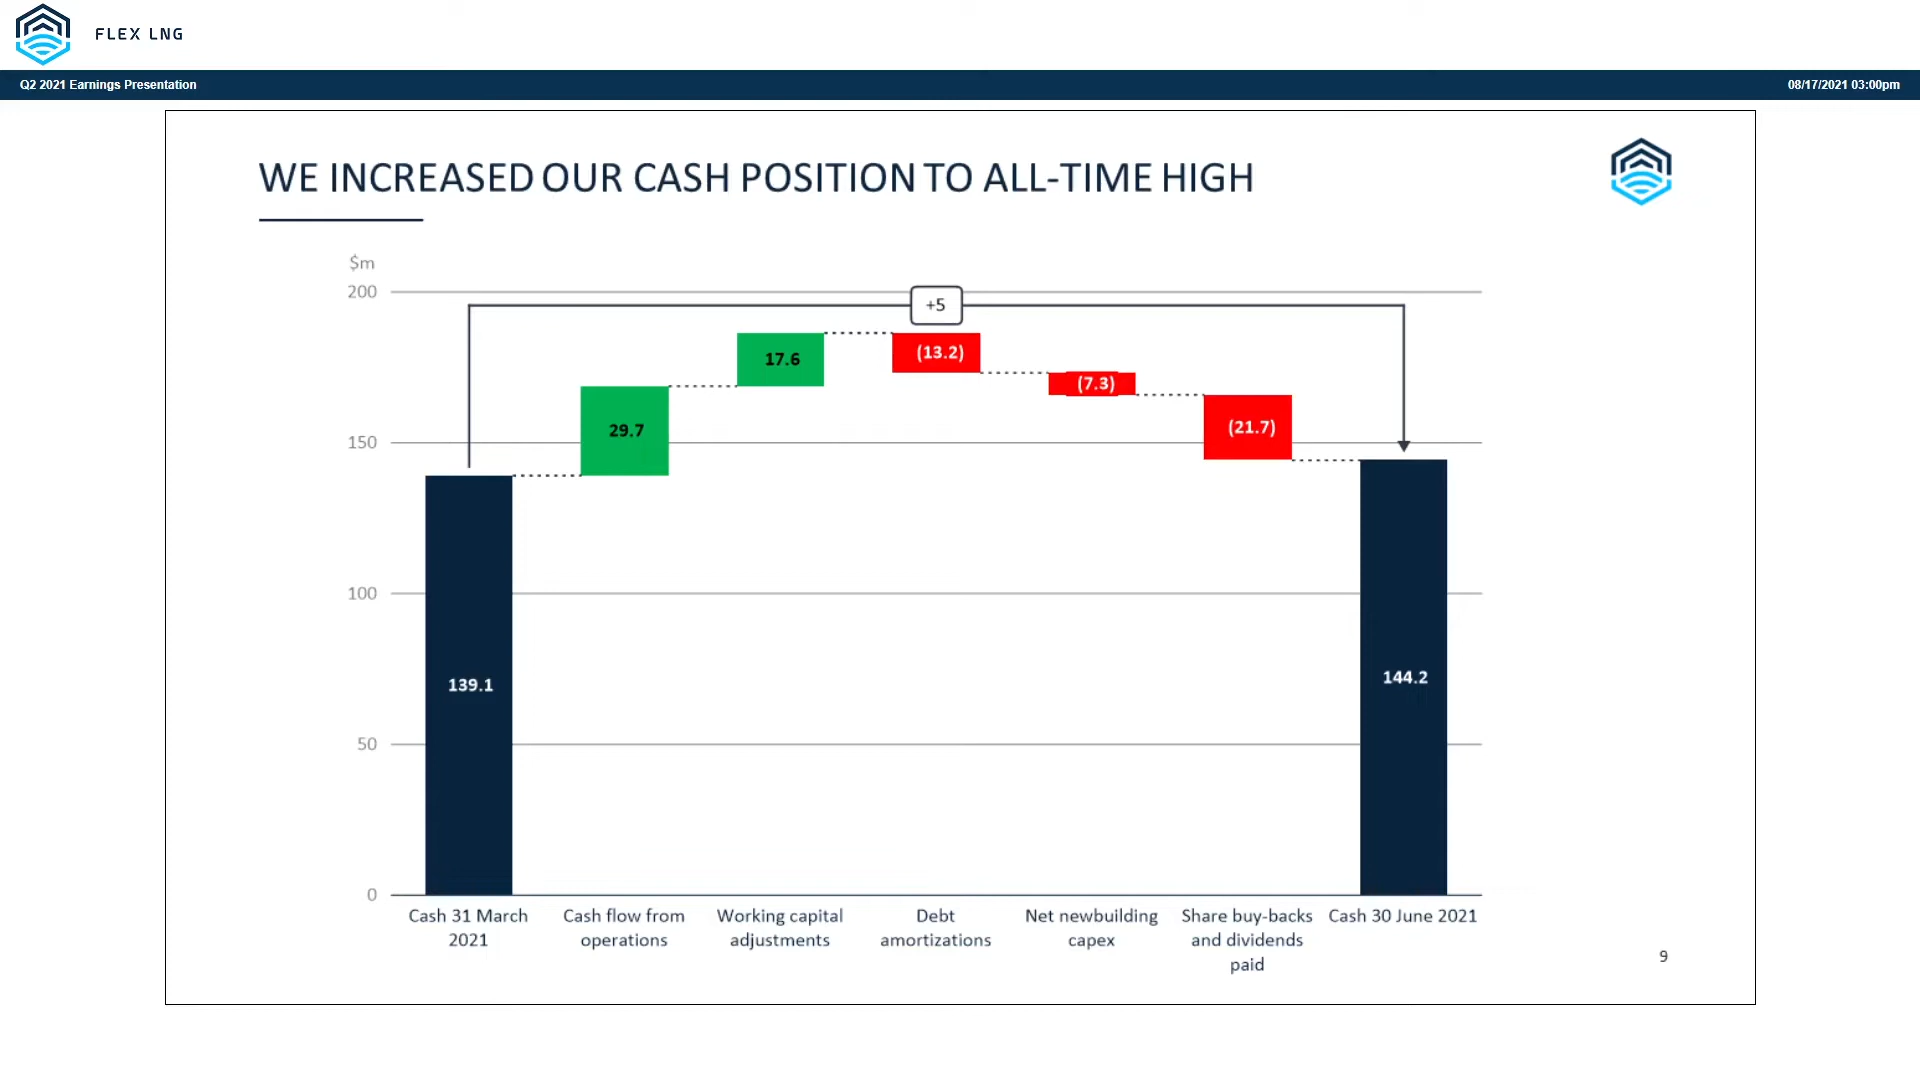 FLEX LNG
Q2 2021 Earnings Presentation
08/17/2021 03:00pm
WE INCREASED OUR CASH POSITION TO ALL-TIME HIGH
$m
200
150
100
50
0
+5
139.1
29.7
17.6
(13.2)
(7.3)
(21.7)
144.2
Cash 31 March
2021
Cash flow from
operations
Working capital
adjustments
Debt
amortizations
Net newbuilding
capex
Share buy-backs
and dividends
paid
Cash 30 June 2021
9